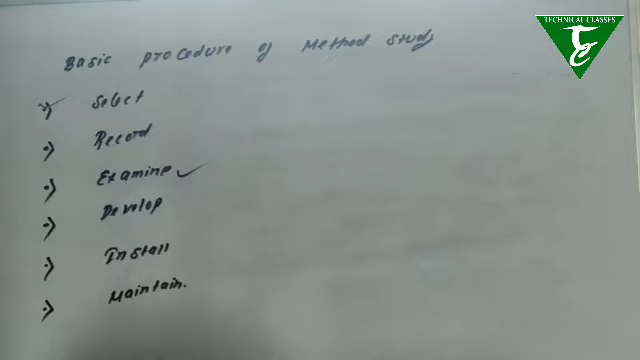 TECHNICAL CLASSES
Basic procedure of Method study
Select
Record
Examine
Develop
Install
Maintain.